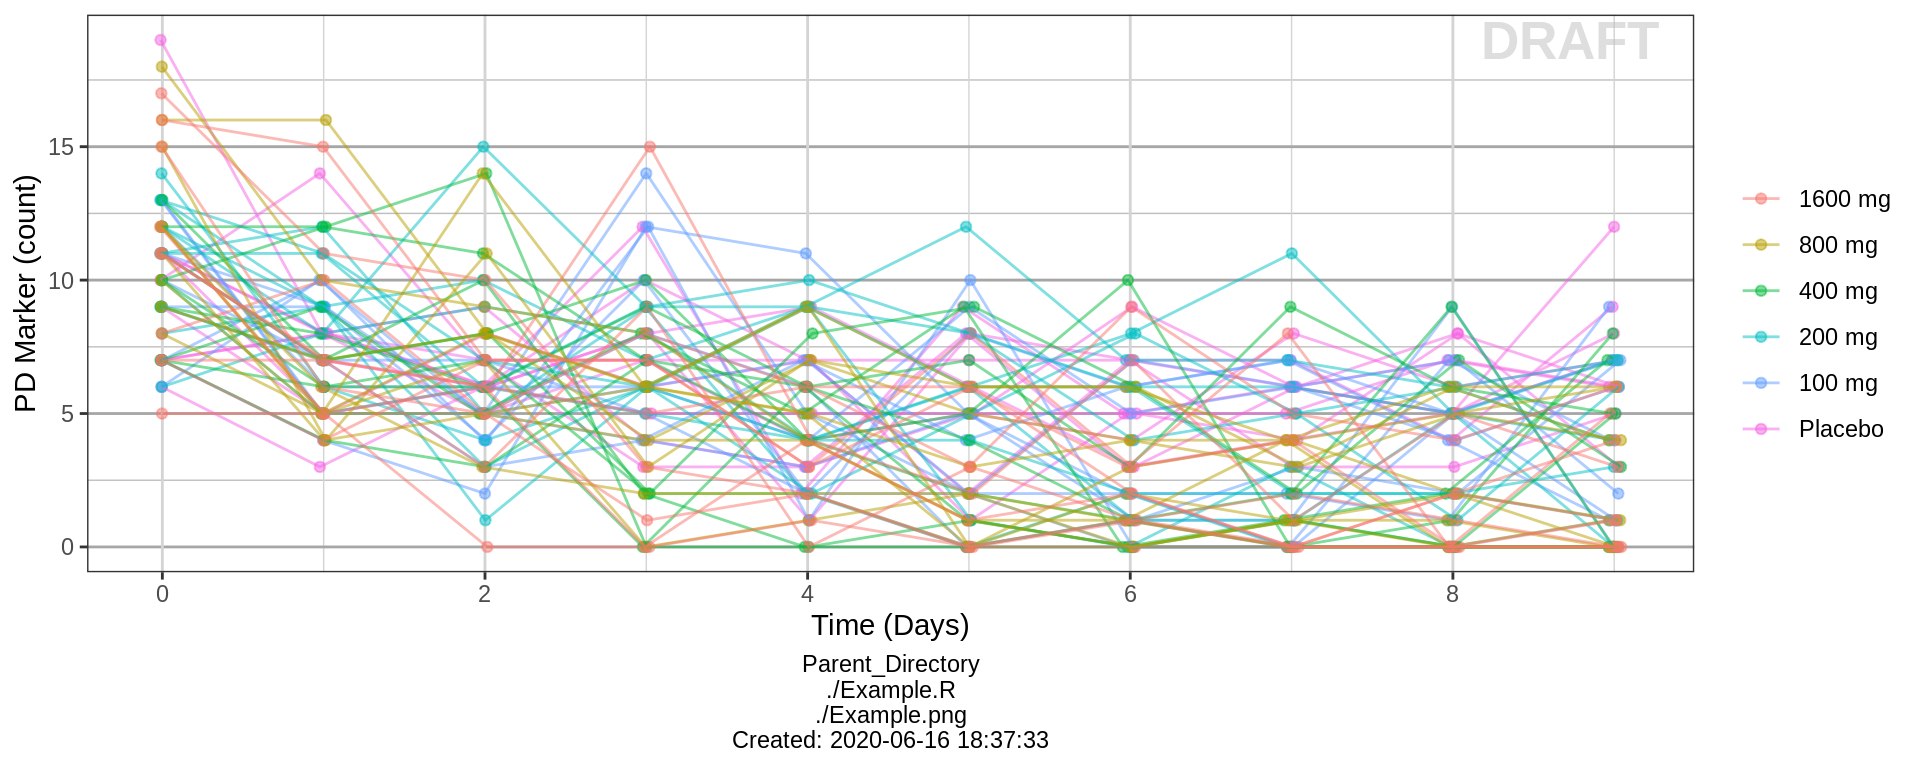 DRAFT
PD Marker (count)
15
10
5
0
0 2 4 6 8
Time (Days)
1600 mg
800 mg
400 mg
200 mg
100 mg
Placebo
Parent_Directory
./Example.R
./Example.png
Created: 2020-06-16 18:37:33